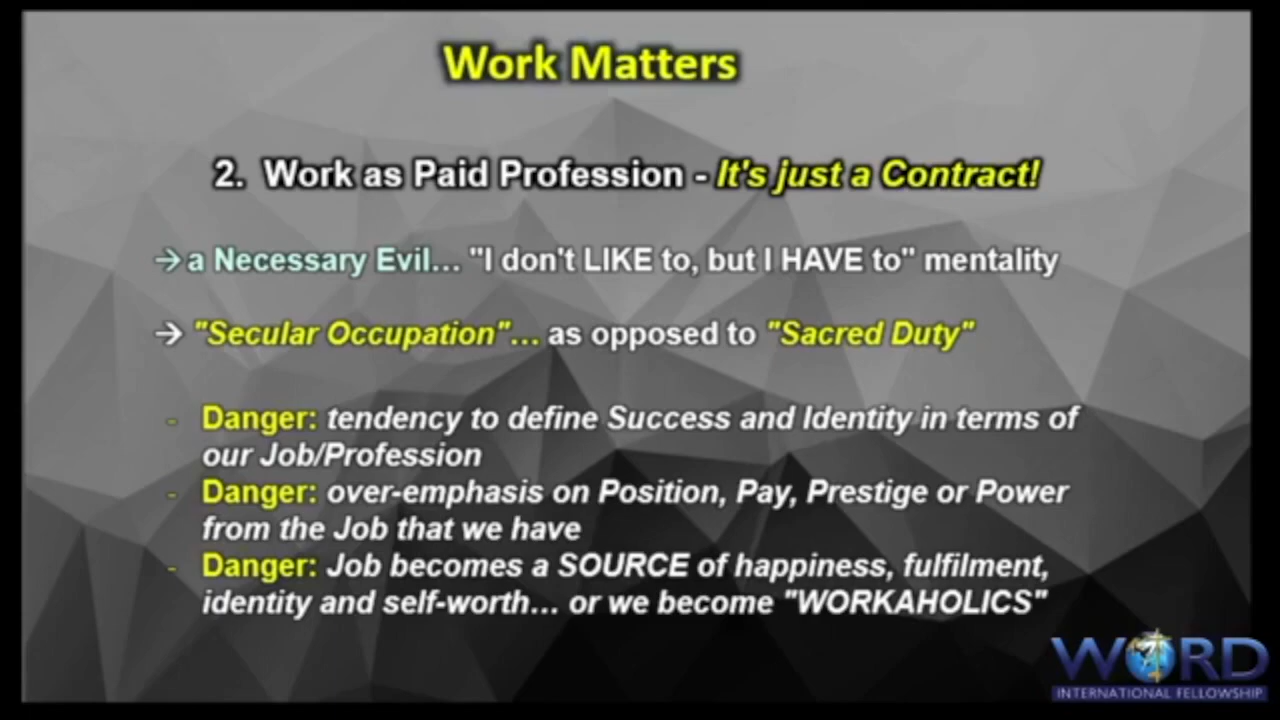 Work Matters
2. Work as Paid Profession - It's just a Contract!
→ a Necessary Evil... "I don't LIKE to, but I HAVE to" mentality
→ "Secular Occupation"... as opposed to "Sacred Duty"
- Danger: tendency to define Success and Identity in terms of
our Job/Profession
- Danger: over-emphasis on Position, Pay, Prestige or Power
from the Job that we have
- Danger: Job becomes a SOURCE of happiness, fulfilment,
identity and self-worth... or we become "WORKAHOLICS"
WORD
INTERNATIONAL FELLOWSHIP